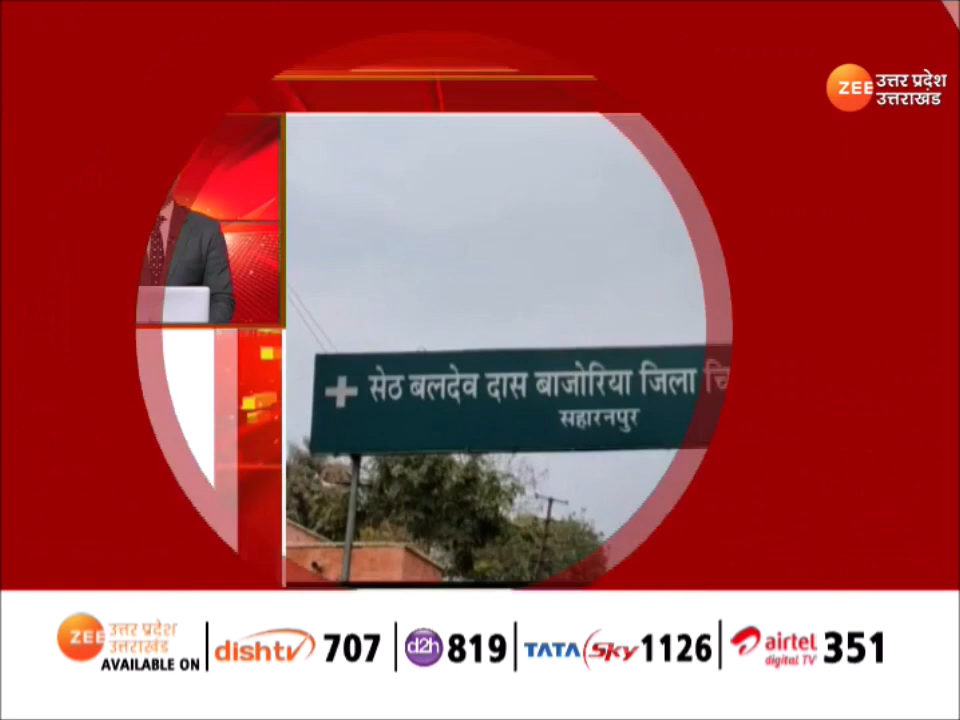 ZEE उत्तर प्रदेश
उत्तराखंड
सेठ बलदेव दास बाजोरिया जिला
सहारनपुर
ZEE उत्तर प्रदेश
उत्तराखंड
AVAILABLE ON
dishtv 707
d2h 819
TATA Sky 1126
airtel digital TV 351